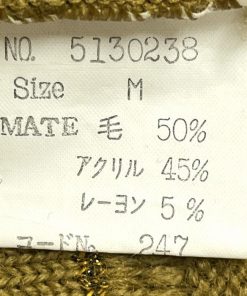 NO. 5130238
Size M
MATE 毛 50%
アクリル 45%
レーヨン 5%
コードNo. 247